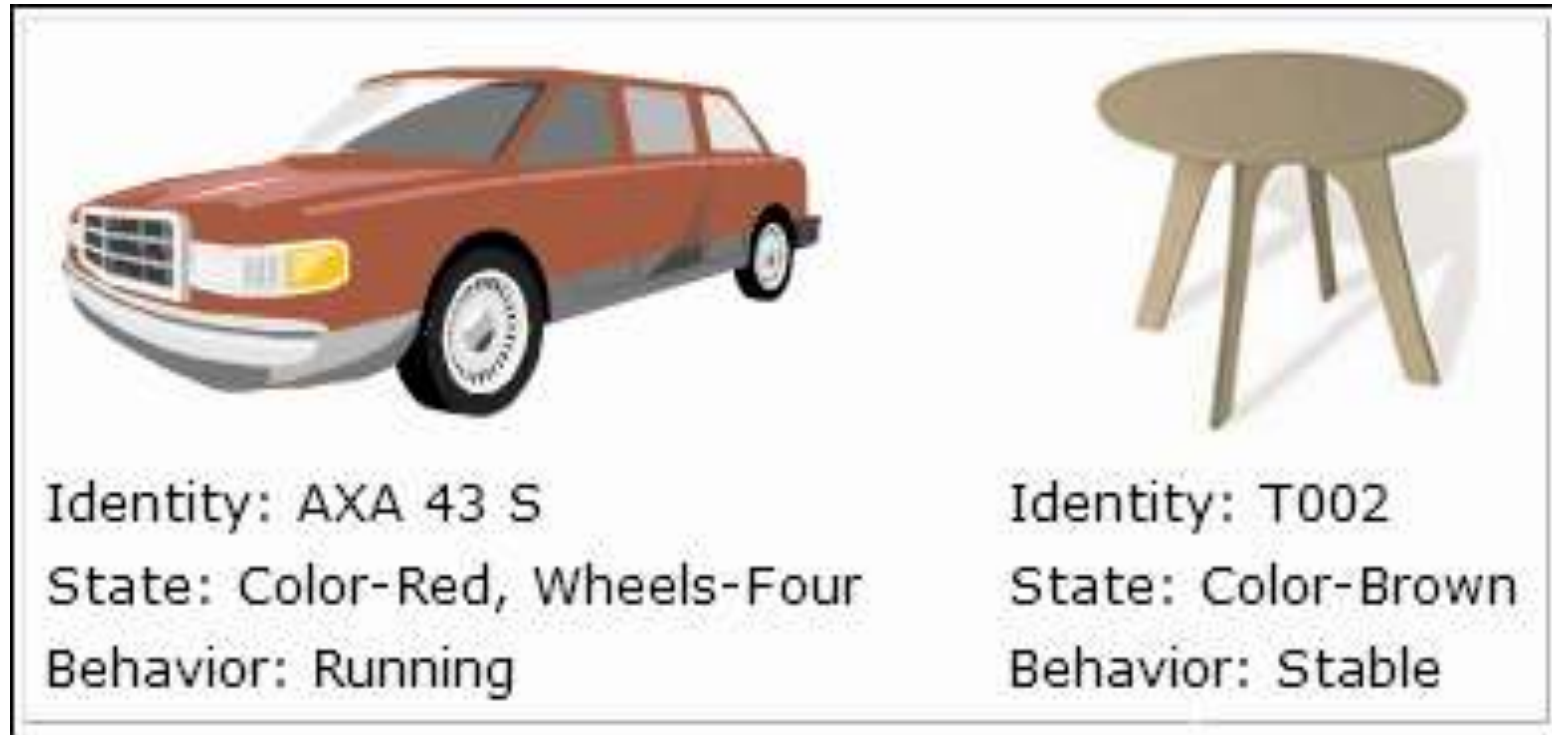 Identity: AXA 43 S
State: Color-Red, Wheels-Four
Behavior: Running
Identity: T002
State: Color-Brown
Behavior: Stable